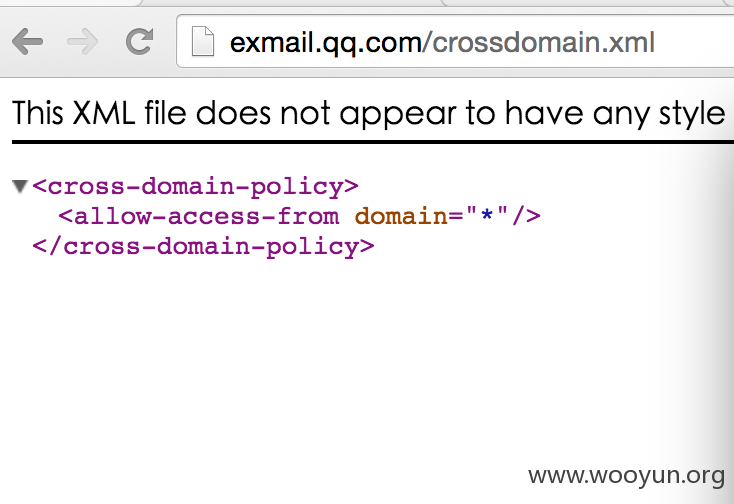 exmail.qq.com/crossdomain.xml
This XML file does not appear to have any style
<cross-domain-policy>
<allow-access-from domain="*"/>
</cross-domain-policy>
www.wooyun.org